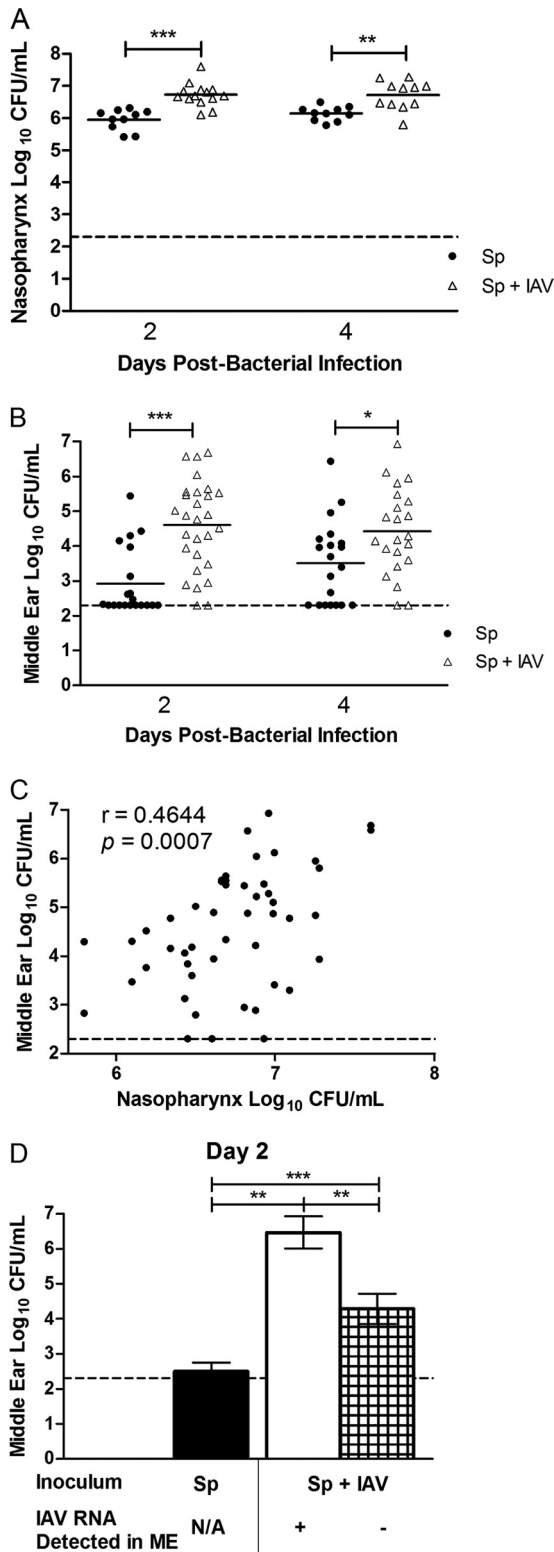 A
***
**
Nasopharynx Log10 CFU/mL
8
7
6
5
4
3
2
1
0
Sp
Sp + IAV
2
4
Days Post-Bacterial Infection
B
***
*
Middle Ear Log10 CFU/mL
7
6
5
4
3
2
1
0
Sp
Sp + IAV
2
4
Days Post-Bacterial Infection
C
r = 0.4644
p = 0.0007
Middle Ear Log10 CFU/mL
7
6
5
4
3
2
6
7
8
Nasopharynx Log10 CFU/mL
D
Day 2
***
**
**
Middle Ear Log10 CFU/mL
7
6
5
4
3
2
1
0
Inoculum Sp Sp + IAV
IAV RNA
Detected in ME N/A + -